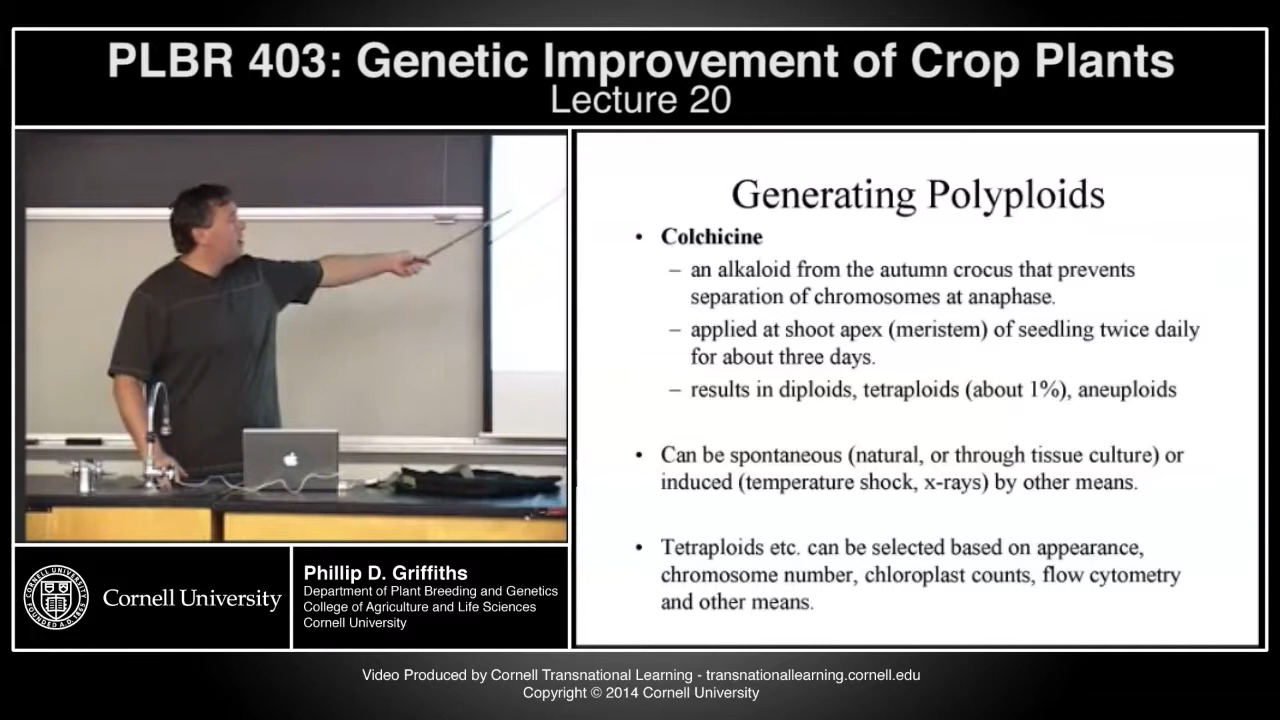 PLBR 403: Genetic Improvement of Crop Plants
Lecture 20
Generating Polyploids
• Colchicine
– an alkaloid from the autumn crocus that prevents
separation of chromosomes at anaphase.
– applied at shoot apex (meristem) of seedling twice daily
for about three days.
– results in diploids, tetraploids (about 1%), aneuploids
• Can be spontaneous (natural, or through tissue culture) or
induced (temperature shock, x-rays) by other means.
• Tetraploids etc. can be selected based on appearance,
chromosome number, chloroplast counts, flow cytometry
and other means.
Cornell University
Phillip D. Griffiths
Department of Plant Breeding and Genetics
College of Agriculture and Life Sciences
Cornell University
Video Produced by Cornell Transnational Learning - transnationallearning.cornell.edu
Copyright © 2014 Cornell University